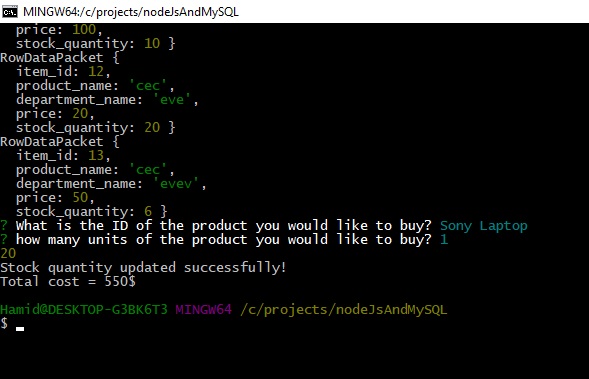 MINGW64:/c/projects/nodeJsAndMySQL
price: 100,
stock_quantity: 10 }
RowDataPacket {
item_id: 12,
product_name: 'cec',
department_name: 'eve',
price: 20,
stock_quantity: 20 }
RowDataPacket {
item_id: 13,
product_name: 'cec',
department_name: 'evev',
price: 50,
stock_quantity: 6 }
? What is the ID of the product you would like to buy? Sony Laptop
? how many units of the product you would like to buy? 1
20
Stock quantity updated successfully!
Total cost = 550$
Hamid@DESKTOP-G3BK6T3 MINGW64 /c/projects/nodeJsAndMySQL
$